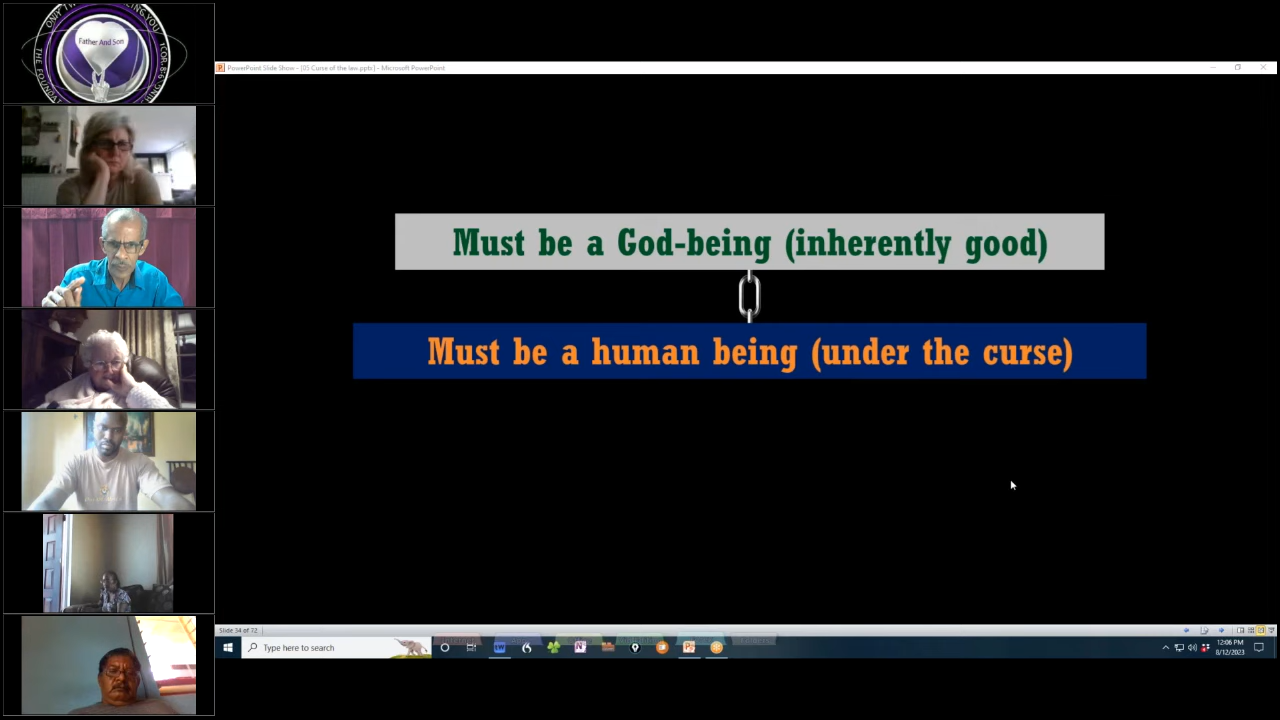 Father And Son
PowerPoint Slide Show - [05 Curse of the law.pptx] - Microsoft PowerPoint
Must be a God-being (inherently good)
Must be a human being (under the curse)
Slide 34 of 72
Type here to search
12:06 PM
8/12/2023